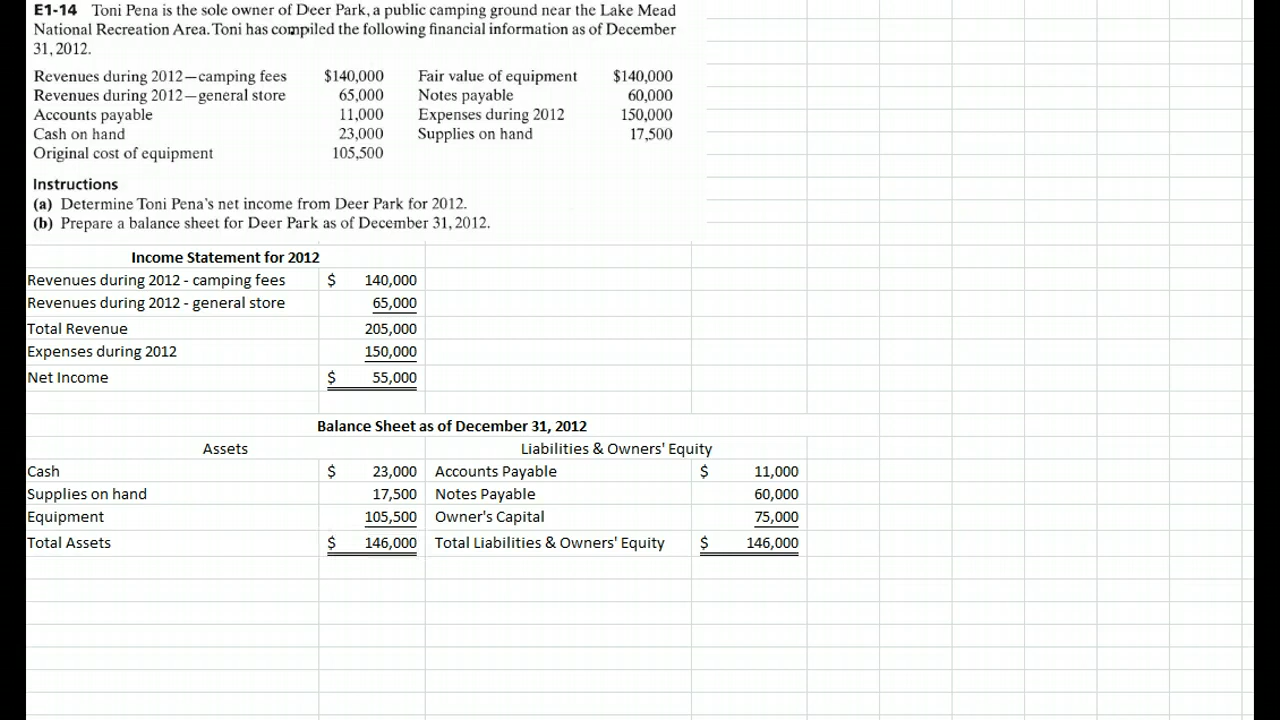 E1-14 Toni Pena is the sole owner of Deer Park, a public camping ground near the Lake Mead
National Recreation Area. Toni has compiled the following financial information as of December
31, 2012.
Revenues during 2012—camping fees $140,000 Fair value of equipment $140,000
Revenues during 2012—general store 65,000 Notes payable 60,000
Accounts payable 11,000 Expenses during 2012 150,000
Cash on hand 23,000 Supplies on hand 17,500
Original cost of equipment 105,500
Instructions
(a) Determine Toni Pena's net income from Deer Park for 2012.
(b) Prepare a balance sheet for Deer Park as of December 31, 2012.
Income Statement for 2012
Revenues during 2012 - camping fees $ 140,000
Revenues during 2012 - general store 65,000
Total Revenue 205,000
Expenses during 2012 150,000
Net Income $ 55,000
Balance Sheet as of December 31, 2012
Assets Liabilities & Owners' Equity
Cash $ 23,000 Accounts Payable $ 11,000
Supplies on hand 17,500 Notes Payable 60,000
Equipment 105,500 Owner's Capital 75,000
Total Assets $ 146,000 Total Liabilities & Owners' Equity $ 146,000